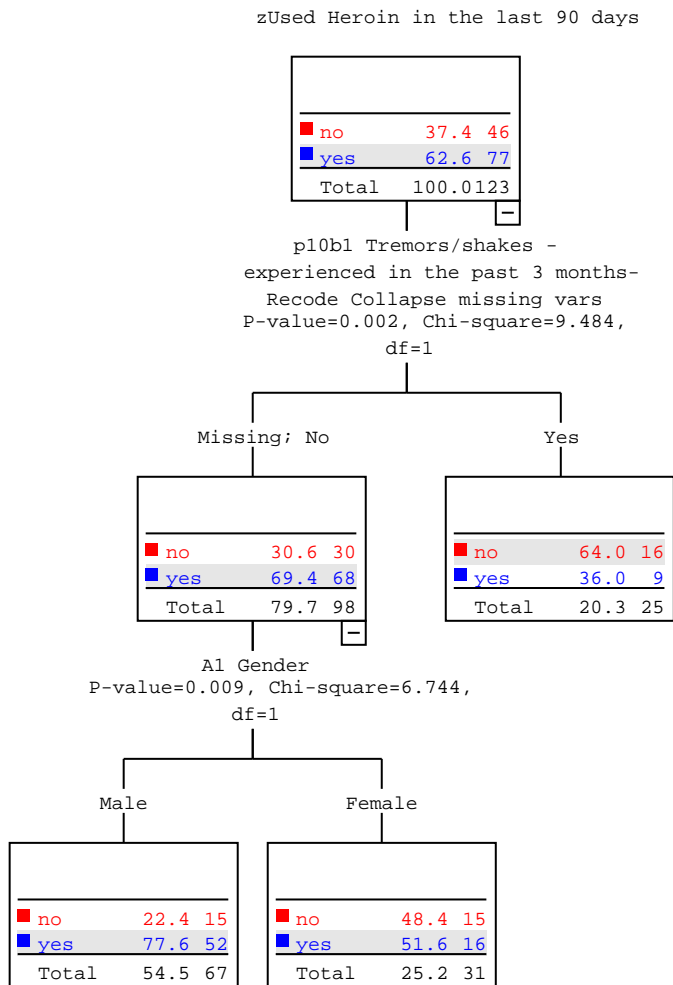 zUsed Heroin in the last 90 days
no 37.4 46
yes 62.6 77
Total 100.0123
p10b1 Tremors/shakes -
experienced in the past 3 months-
Recode Collapse missing vars
P-value=0.002, Chi-square=9.484,
df=1
Missing; No Yes
no 30.6 30 no 64.0 16
yes 69.4 68 yes 36.0 9
Total 79.7 98 Total 20.3 25
A1 Gender
P-value=0.009, Chi-square=6.744,
df=1
Male Female
no 22.4 15 no 48.4 15
yes 77.6 52 yes 51.6 16
Total 54.5 67 Total 25.2 31